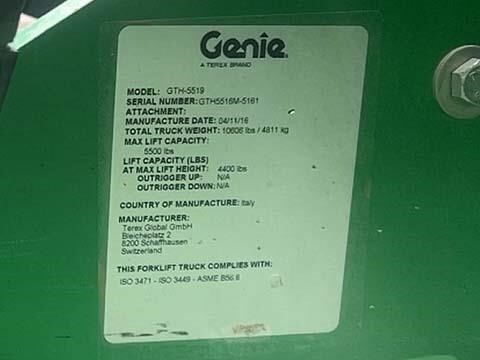 Genie
A TEREX BRAND
MODEL: GTH-5519
SERIAL NUMBER: GTH5516M-5161
ATTACHMENT:
MANUFACTURE DATE: 04/11/16
TOTAL TRUCK WEIGHT: 10606 lbs / 4811 kg
MAX LIFT CAPACITY:
5500 lbs
LIFT CAPACITY (LBS)
AT MAX LIFT HEIGHT: 4400 lbs
OUTRIGGER UP: N/A
OUTRIGGER DOWN: N/A
COUNTRY OF MANUFACTURE: Italy
MANUFACTURER:
Terex Global GmbH
Bleicheplatz 2
8200 Schaffhausen
Switzerland
THIS FORKLIFT TRUCK COMPLIES WITH:
ISO 3471 - ISO 3449 - ASME B56.6